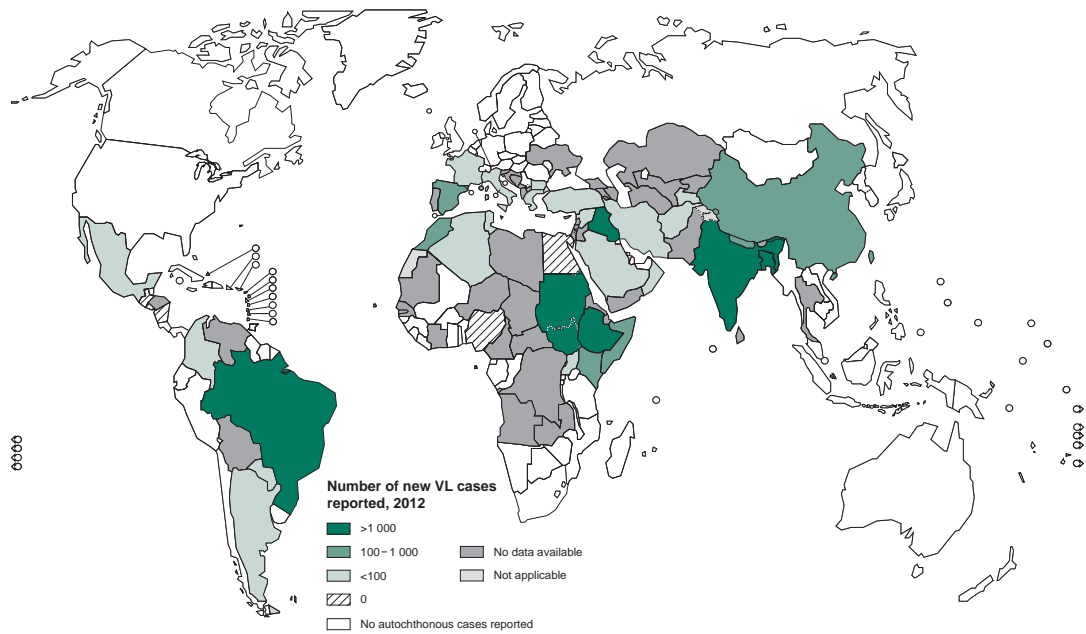 Number of new VL cases
reported, 2012
>1 000
100–1 000
<100
0
No autochthonous cases reported
No data available
Not applicable